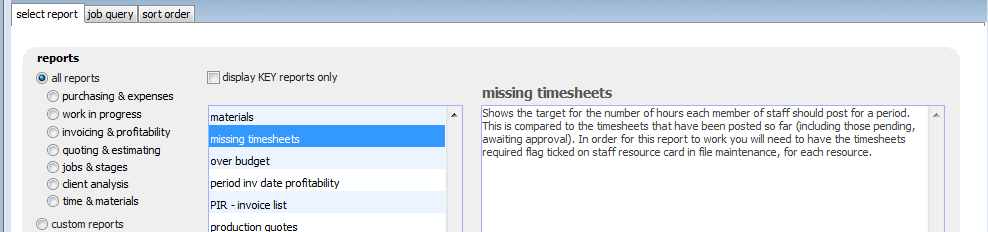 select report
job query
sort order
reports
all reports
display KEY reports only
purchasing & expenses
work in progress
invoicing & profitability
quoting & estimating
jobs & stages
client analysis
time & materials
custom reports
materials
missing timesheets
over budget
period inv date profitability
PIR - invoice list
production quotes
missing timesheets
Shows the target for the number of hours each member of staff should post for a period.
This is compared to the timesheets that have been posted so far (including those pending,
awaiting approval). In order for this report to work you will need to have the timesheets
required flag ticked on staff resource card in file maintenance, for each resource.